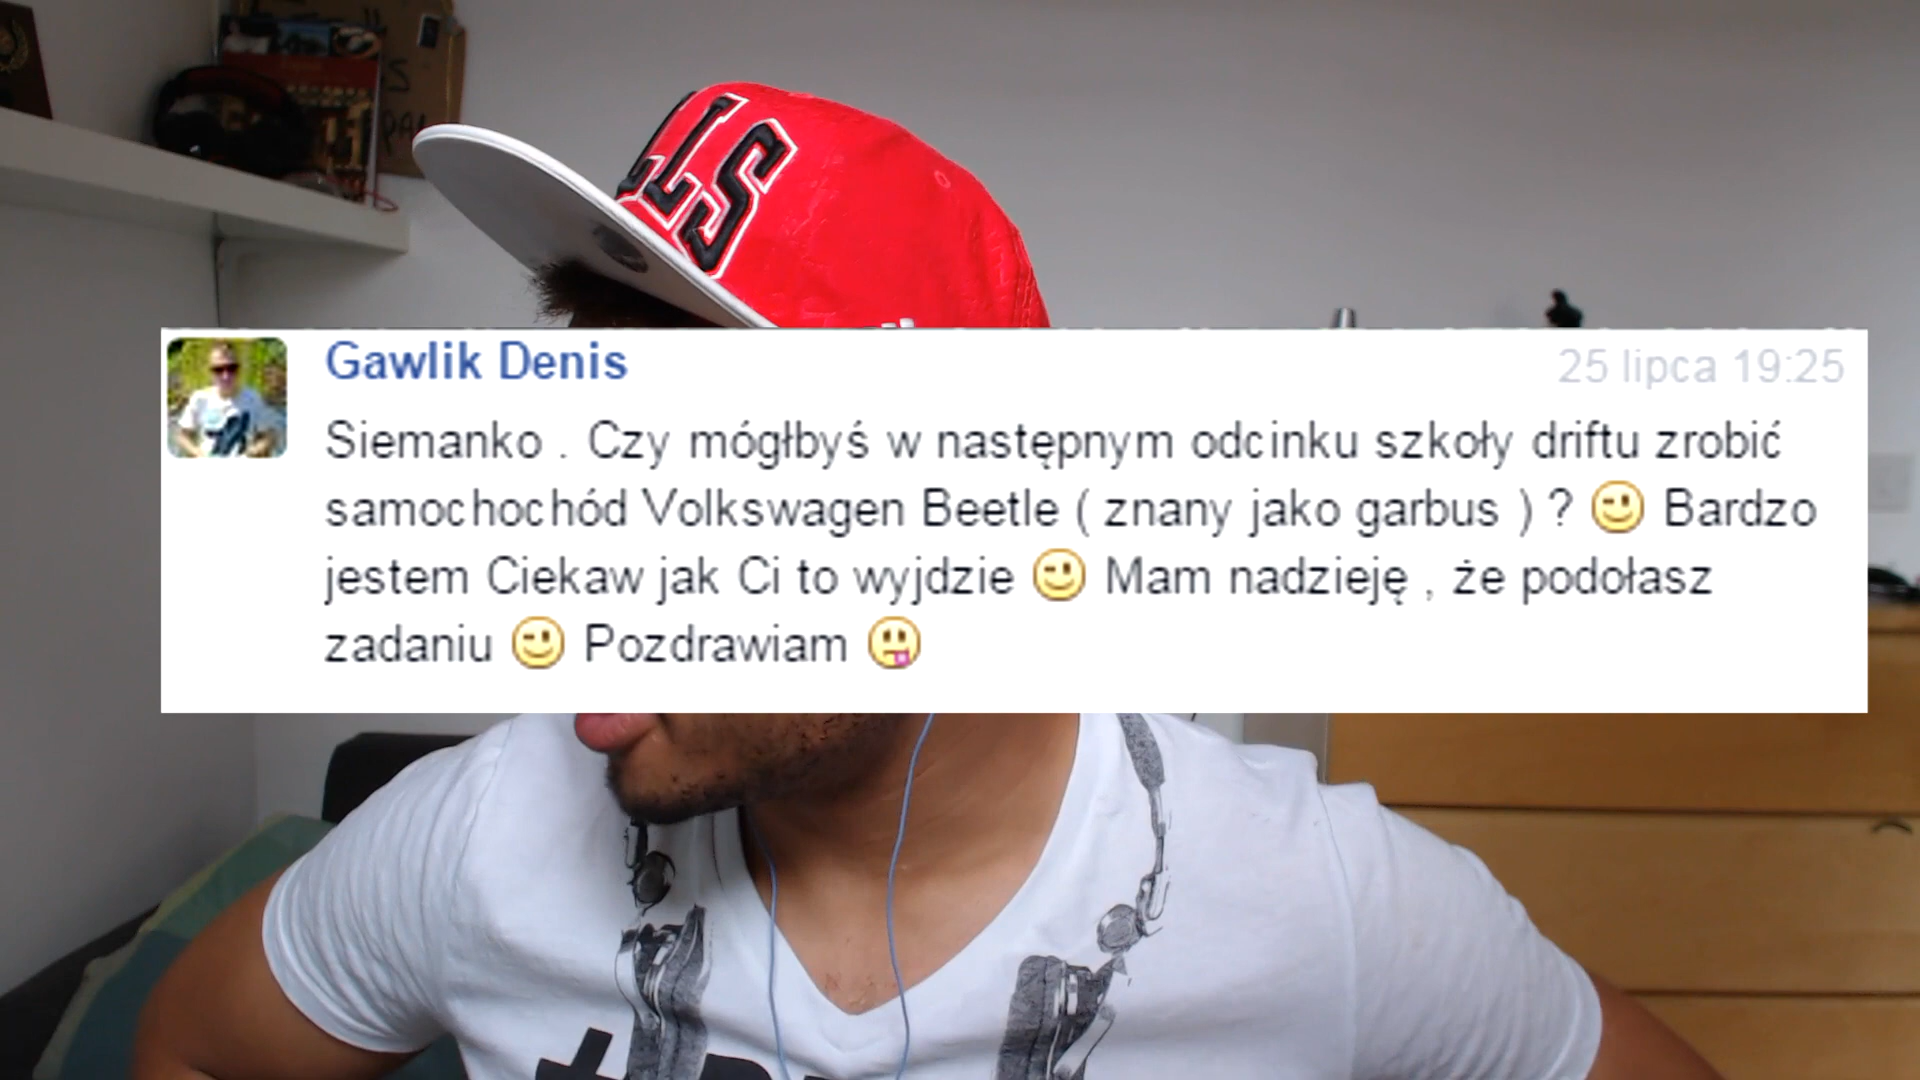 LLS
Gawlik Denis
25 lipca 19:25
Siemanko . Czy mógłbyś w następnym odcinku szkoły driftu zrobić
samochochód Volkswagen Beetle ( znany jako garbus ) ? 😉 Bardzo
jestem Ciekaw jak Ci to wyjdzie 😉 Mam nadzieję , że podołasz
zadaniu 😉 Pozdrawiam 😛